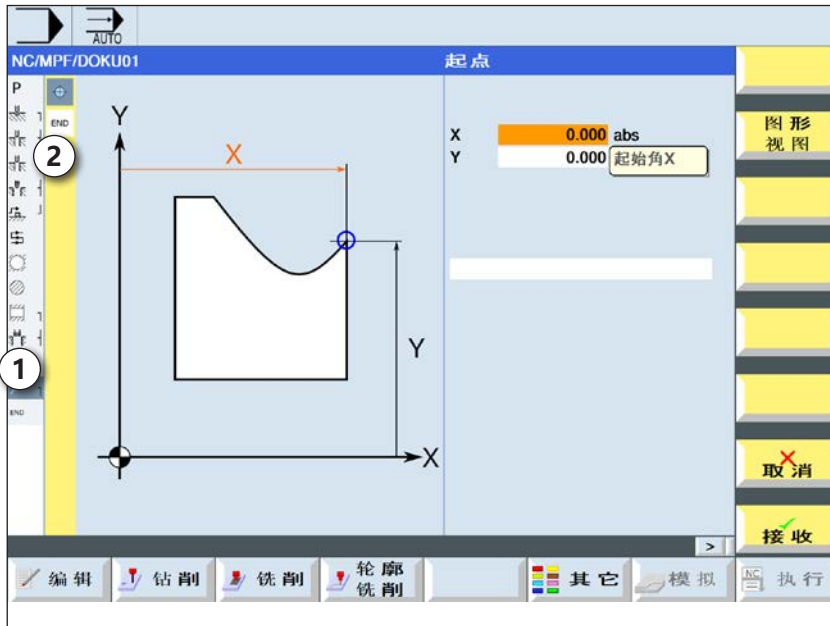 AUTO
NC/MPF/DOKU01
起点
P
END
2
Y
X
X 0.000 abs
Y 0.000 起始角X
图形
视图
Y
1
END
X
取消
接收
>
编辑
钻削
铣削
轮廓
铣削
其它
模拟
NC
执行